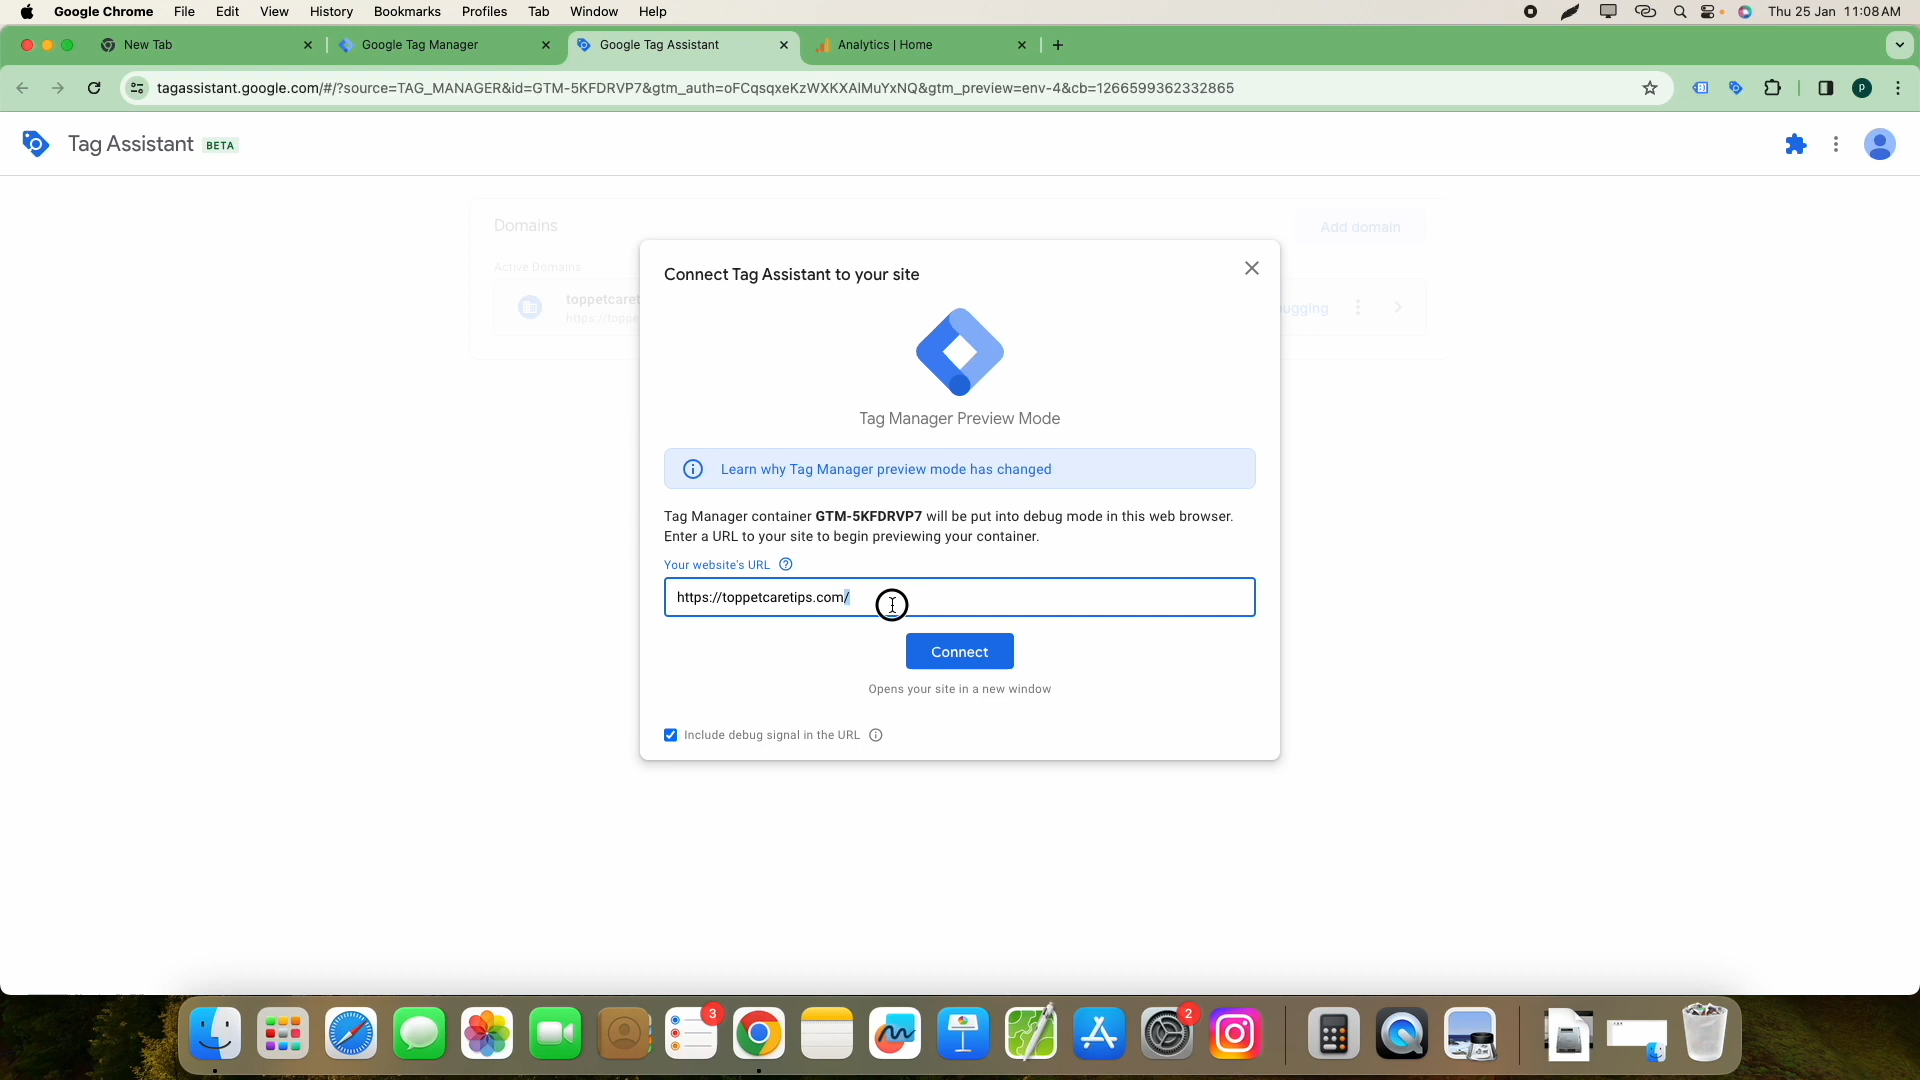 Google Chrome File Edit View History Bookmarks Profiles Tab Window Help Thu 25 Jan 11:08 AM
New Tab Google Tag Manager Google Tag Assistant Analytics | Home
tagassistant.google.com/#/?source=TAG_MANAGER&id=GTM-5KFDRVP7&gtm_auth=oFCqsqxeKzWXKXAlMuYxNQ&gtm_preview=env-4&cb=1266599362332865
P
Tag Assistant BETA
Domains
Add domain
Active Domains
toppetcaret
https://toppe
ugging
Connect Tag Assistant to your site
Tag Manager Preview Mode
Learn why Tag Manager preview mode has changed
Tag Manager container GTM-5KFDRVP7 will be put into debug mode in this web browser.
Enter a URL to your site to begin previewing your container.
Your website's URL
https://toppetcaretips.com/
Connect
Opens your site in a new window
Include debug signal in the URL
3
2